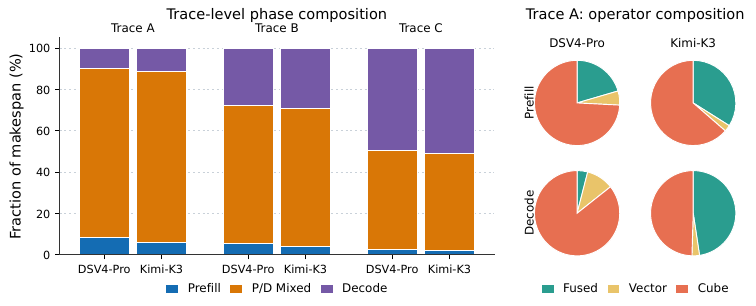 Trace-level phase composition
Trace A Trace B Trace C
Fraction of makespan (%)
100
80
60
40
20
0
DSV4-Pro Kimi-K3 DSV4-Pro Kimi-K3 DSV4-Pro Kimi-K3
Prefill P/D Mixed Decode
Trace A: operator composition
DSV4-Pro Kimi-K3
Prefill
Decode
Fused Vector Cube